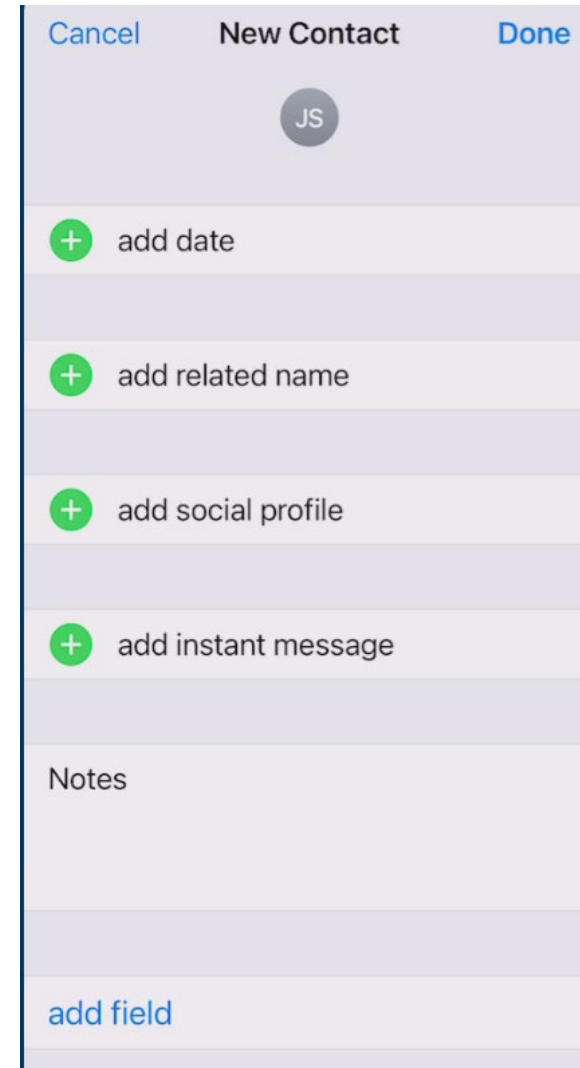 Cancel New Contact Done
JS
add date
add related name
add social profile
add instant message
Notes
add field